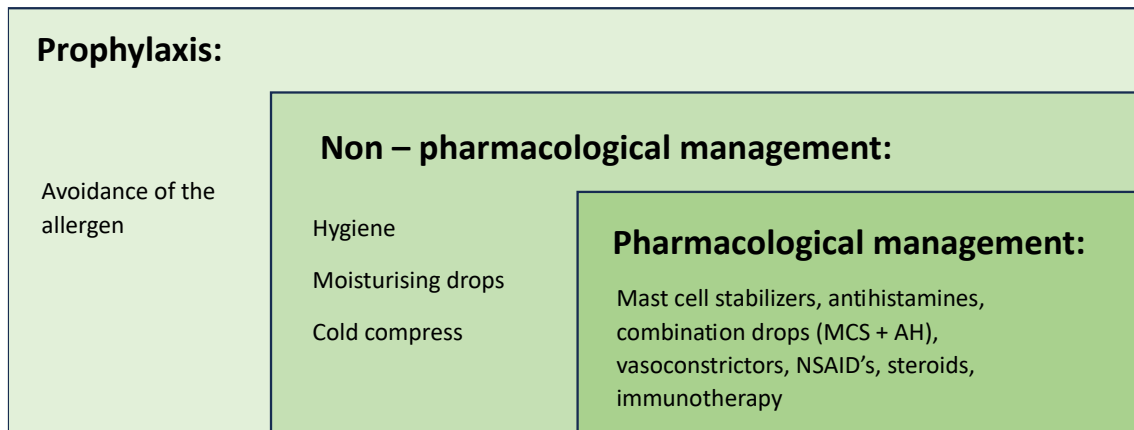 Prophylaxis:
Non – pharmacological management:
Avoidance of the
allergen
Hygiene
Moisturising drops
Cold compress
Pharmacological management:
Mast cell stabilizers, antihistamines,
combination drops (MCS + AH),
vasoconstrictors, NSAID’s, steroids,
immunotherapy